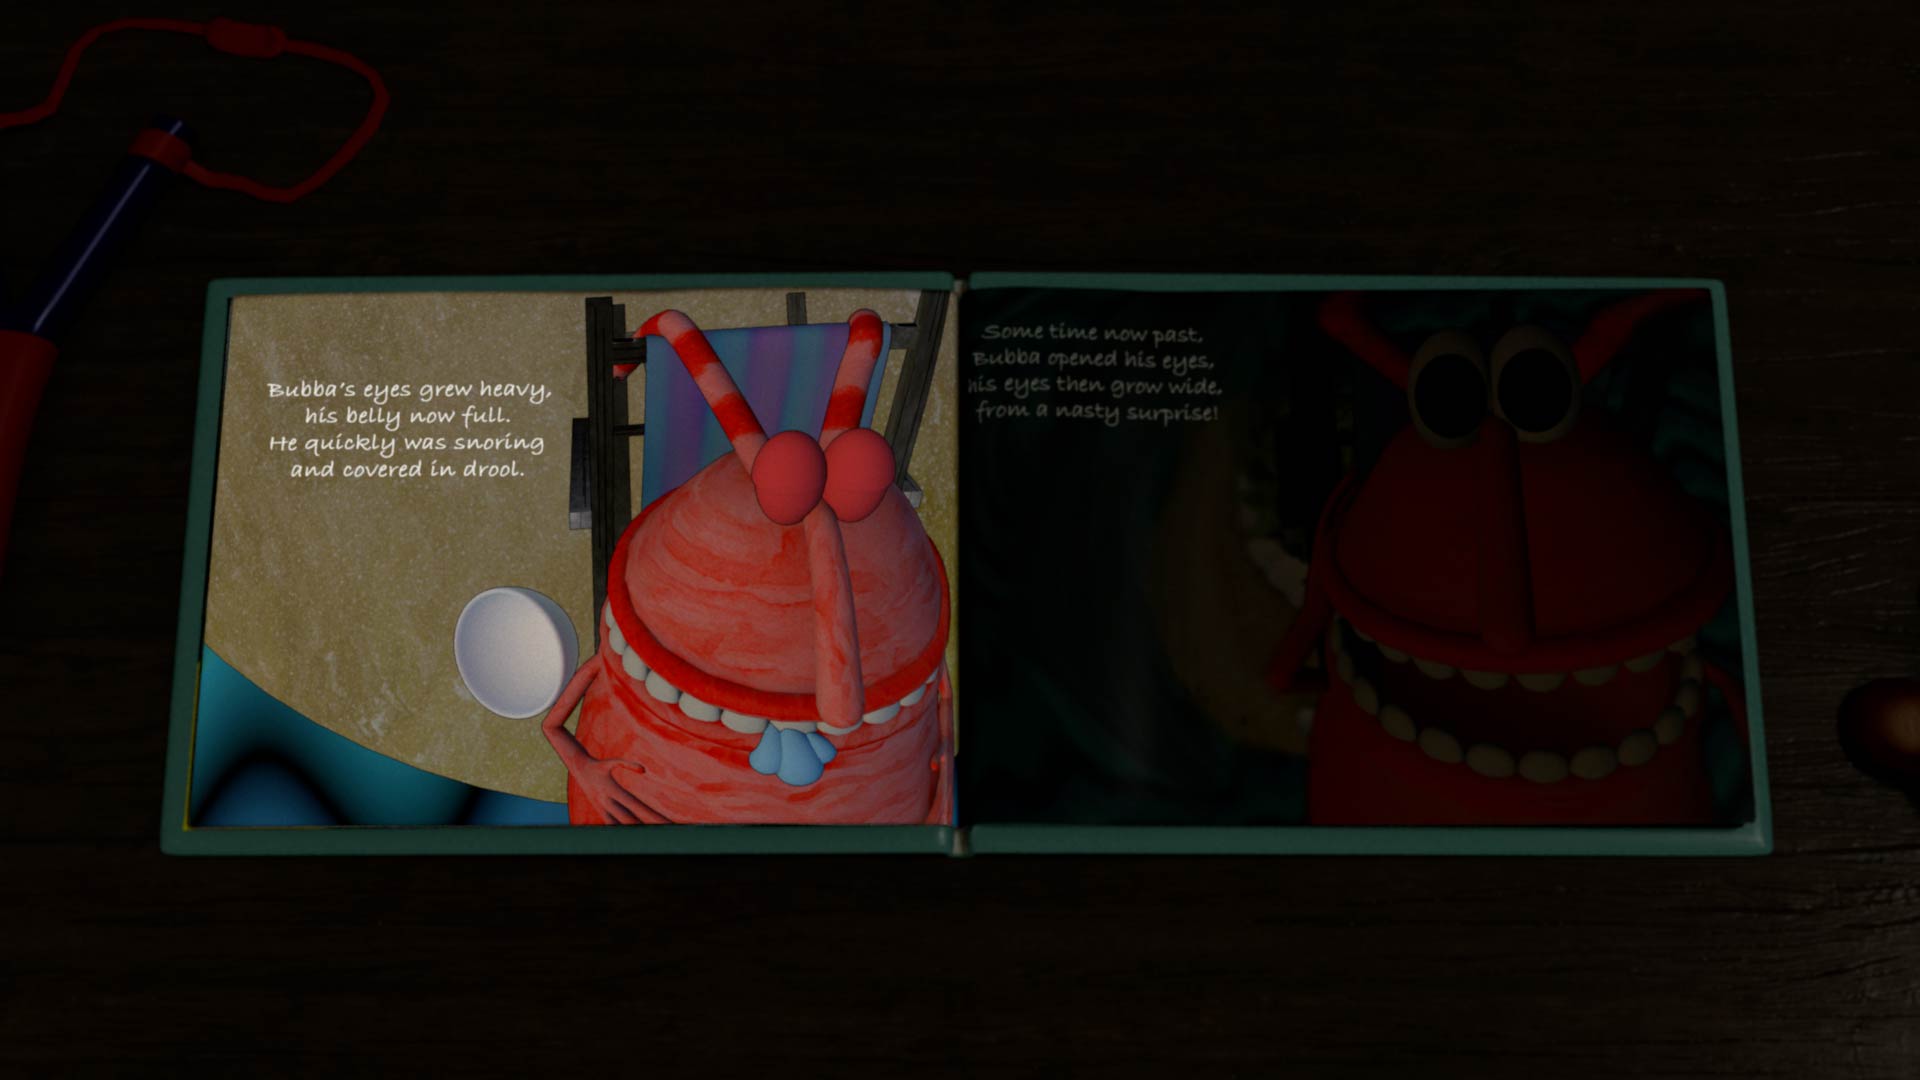 Bubba's eyes grew heavy,
his belly now full.
He quickly was snoring
and covered in drool.
Some time now past,
Bubba opened his eyes,
his eyes then grow wide,
from a nasty surprise!